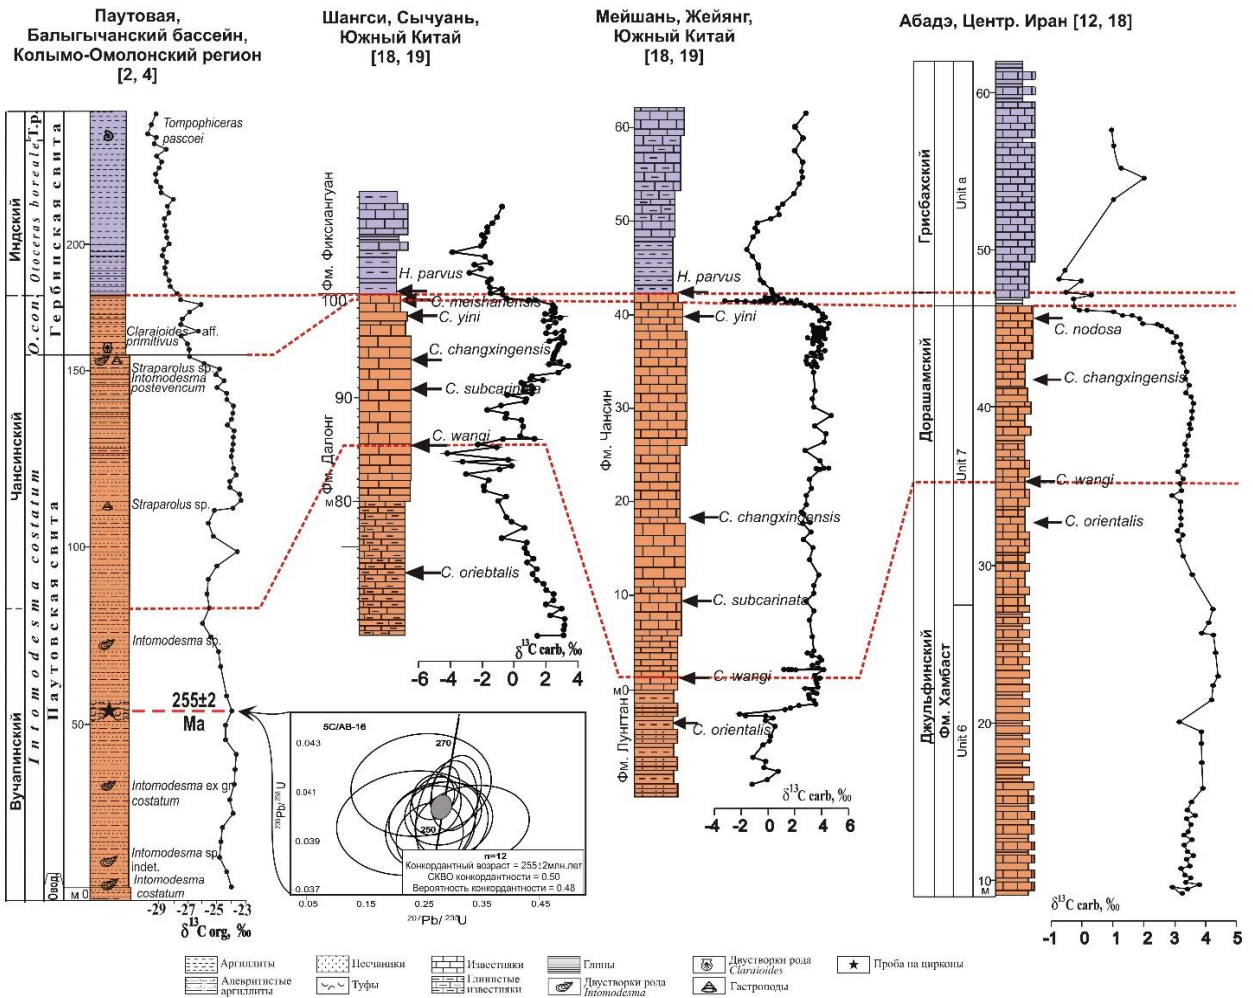 Паутовая,
Балыгычанский бассейн,
Колымо-Омолонский регион
[2, 4]
Шангси, Сычуань,
Южный Китай
[18, 19]
Мейшань, Жейянг,
Южный Китай
[18, 19]
Абадэ, Центр. Иран [12, 18]
Индский
Чансинский
Вучапинский
T.p.
Otoceras boreale
O.con.
Intomodesma costatum
Гербинская свита
Паутовская свита
Овод.
200
150
100
50
м 0
Tompophiceras
pascoei
Claraioides aff.
primitivus
Straparolus sp.
Intomodesma
postevencum
Straparolus sp.
Intomodesma sp.
255±2
Ma
Intomodesma ex gr.
costatum
Intomodesma sp.
indet.
Intomodesma
costatum
-29 -27 -25 -23
δ13C org, ‰
Фм. Фиксиангуан
Фм. Далонг
100
90
80
м
H. parvus
C. meishanensis
C. yini
C. changxingensis
C. subcarinata
C. wangi
C. oriebtalis
δ13C carb, ‰
-6 -4 -2 0 2 4
5C/AB-16
0.043
0.041
0.039
0.037
206Pb/238U
270
250
n=12
Конкордантный возраст = 255±2млн.лет
СКВО конкордантности = 0.50
Вероятность конкордантности = 0.48
0.05 0.15 0.25 0.35 0.45 0.52
207Pb/ 235U
Фм. Чансин
Фм. Лунгтан
60
50
40
30
20
10
м0
H. parvus
C. yini
C. changxingensis
C. subcarinata
C. wangi
C. orientalis
δ13C carb, ‰
-4 -2 0 2 4 6
Грисбахский
Дорашамский
Джульфинский
Фм. Хамбаст
Unit a
Unit 7
Unit 6
60
50
40
30
20
10
м
C. nodosa
C. changxingensis
C. wangi
C. orientalis
δ13C carb, ‰
-1 0 1 2 3 4 5
Аргиллиты
Песчаники
Известняки
Глины
Двустворки рода
Claraioides
Проба на цирконы
Алевритистые
аргиллиты
Туфы
Глинистые
известняки
Двустворки рода
Intomodesma
Гастроподы